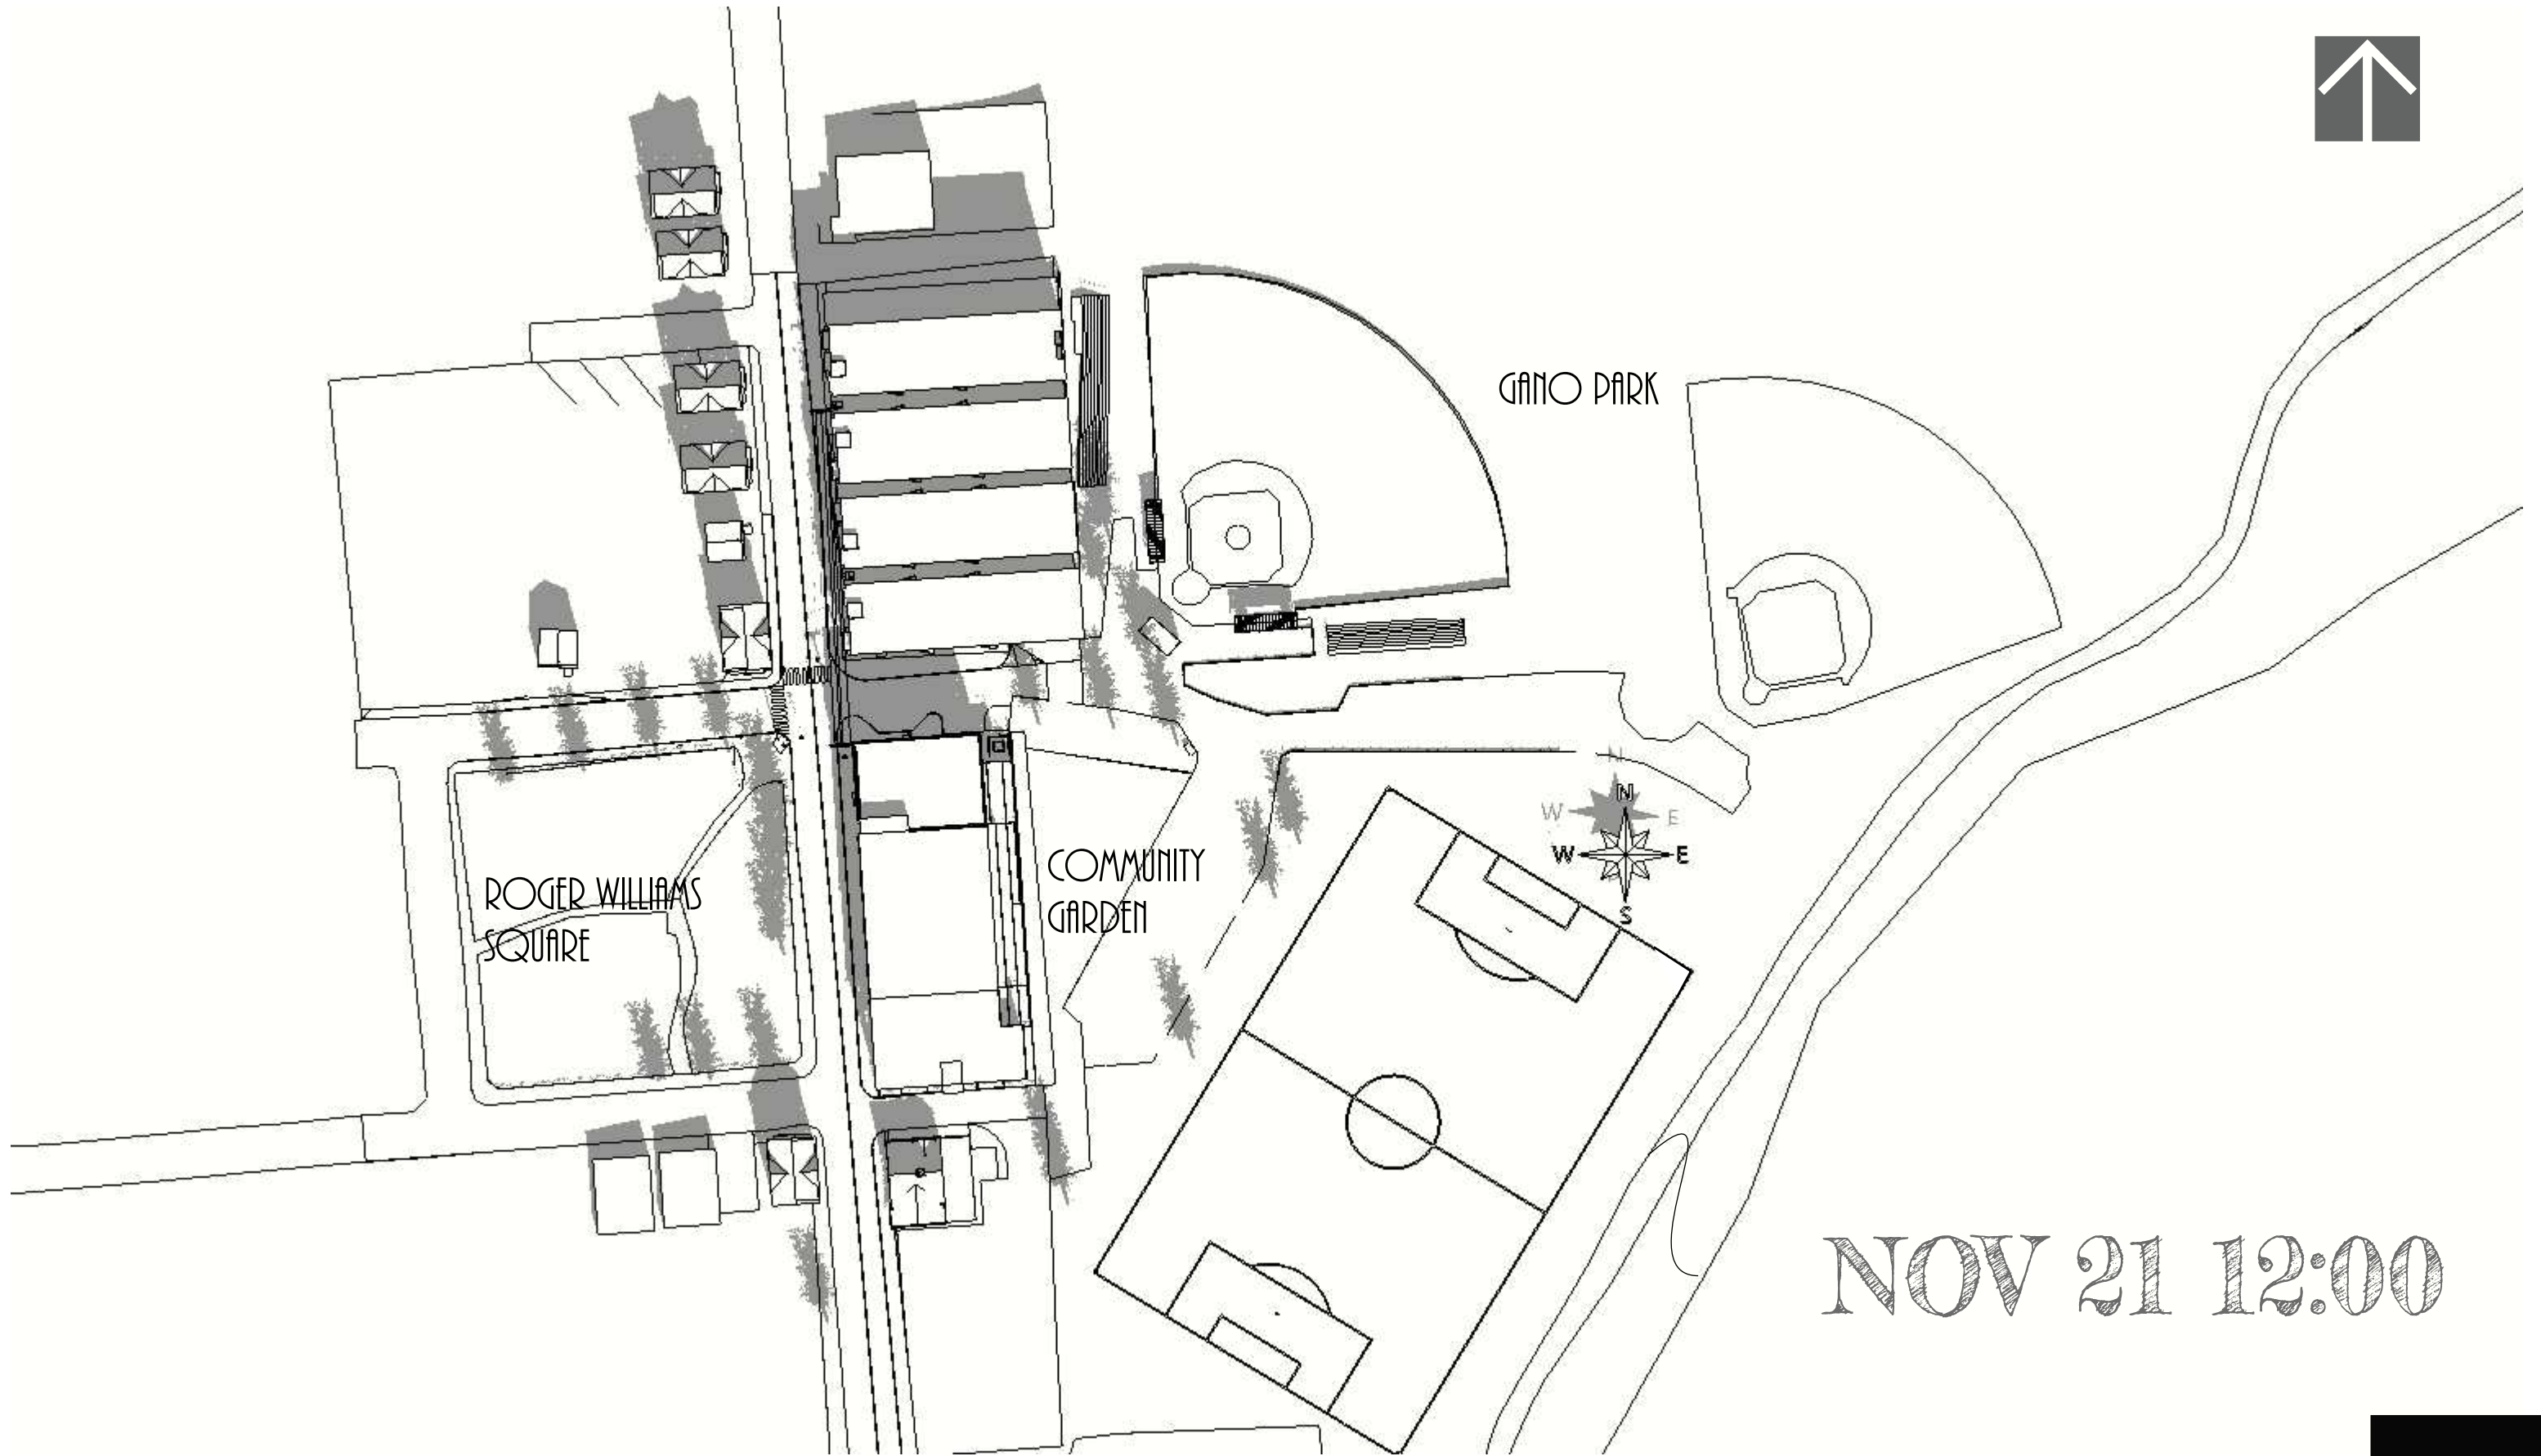 GANO PARK
N
W E
N
W E
S
COMMUNITY
GARDEN
ROGER WILLIAMS
SQUARE
NOV 21 12:00